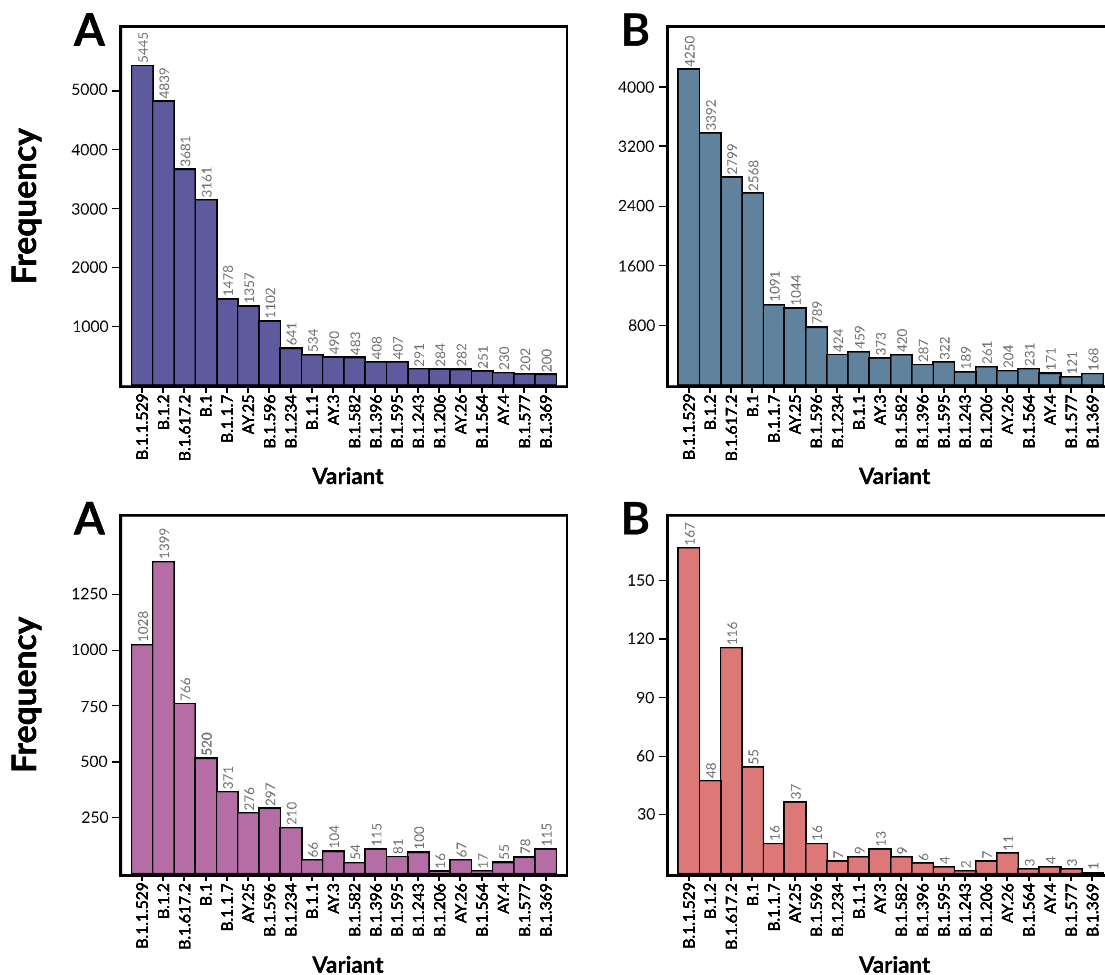 A
B
Frequency
5000
4000
3000
2000
1000
5445
4839
3681
3161
1478
1357
1102
641
534
490
483
408
407
291
284
282
251
230
202
200
B.1.1.529
B.1.2
B.1.617.2
B.1
B.1.1.7
AY.25
B.1.596
B.1.234
B.1.1
AY.3
B.1.582
B.1.396
B.1.595
B.1.243
B.1.206
AY.26
B.1.564
AY.4
B.1.577
B.1.369
Variant
4000
3200
2400
1600
800
4250
3392
2799
2568
1091
1044
789
424
459
373
420
287
322
189
261
204
231
171
121
168
B.1.1.529
B.1.2
B.1.617.2
B.1
B.1.1.7
AY.25
B.1.596
B.1.234
B.1.1
AY.3
B.1.582
B.1.396
B.1.595
B.1.243
B.1.206
AY.26
B.1.564
AY.4
B.1.577
B.1.369
Variant
A
B
Frequency
1250
1000
750
500
250
1028
1399
766
520
371
276
297
210
66
104
54
115
81
100
16
67
17
55
78
115
B.1.1.529
B.1.2
B.1.617.2
B.1
B.1.1.7
AY.25
B.1.596
B.1.234
B.1.1
AY.3
B.1.582
B.1.396
B.1.595
B.1.243
B.1.206
AY.26
B.1.564
AY.4
B.1.577
B.1.369
Variant
150
120
90
60
30
167
48
116
55
16
37
16
7
9
13
9
6
4
2
7
11
3
4
3
1
B.1.1.529
B.1.2
B.1.617.2
B.1
B.1.1.7
AY.25
B.1.596
B.1.234
B.1.1
AY.3
B.1.582
B.1.396
B.1.595
B.1.243
B.1.206
AY.26
B.1.564
AY.4
B.1.577
B.1.369
Variant